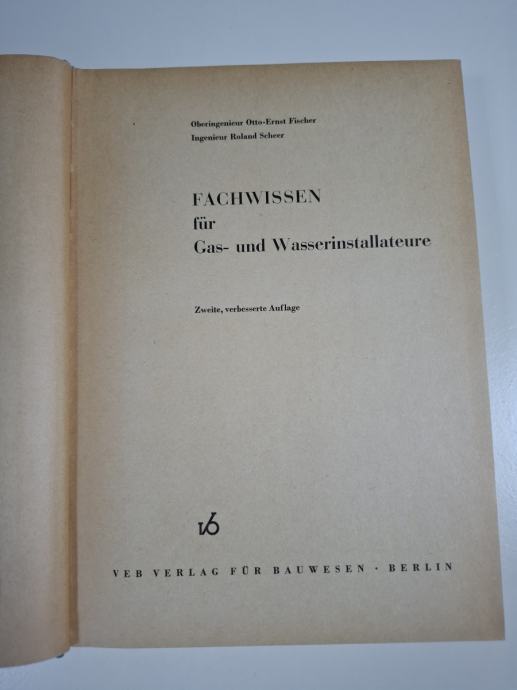 Oberingenieur Otto-Ernst Fischer
Ingenieur Roland Scheer
FACHWISSEN
für
Gas- und Wasserinstallateure
Zweite, verbesserte Auflage
VEB VERLAG FÜR BAUWESEN · BERLIN